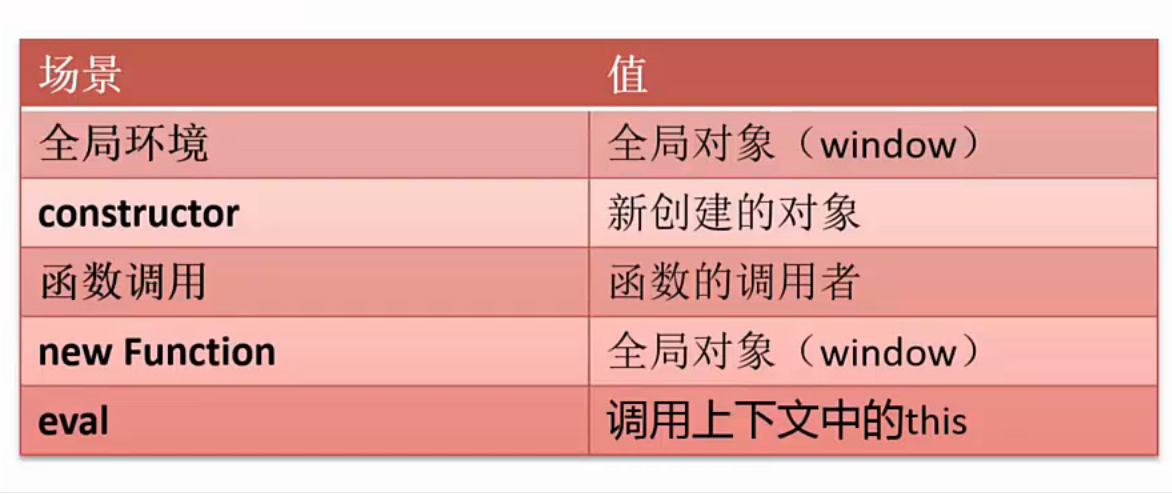 场景 值
全局环境 全局对象（window）
constructor 新创建的对象
函数调用 函数的调用者
new Function 全局对象（window）
eval 调用上下文中的this